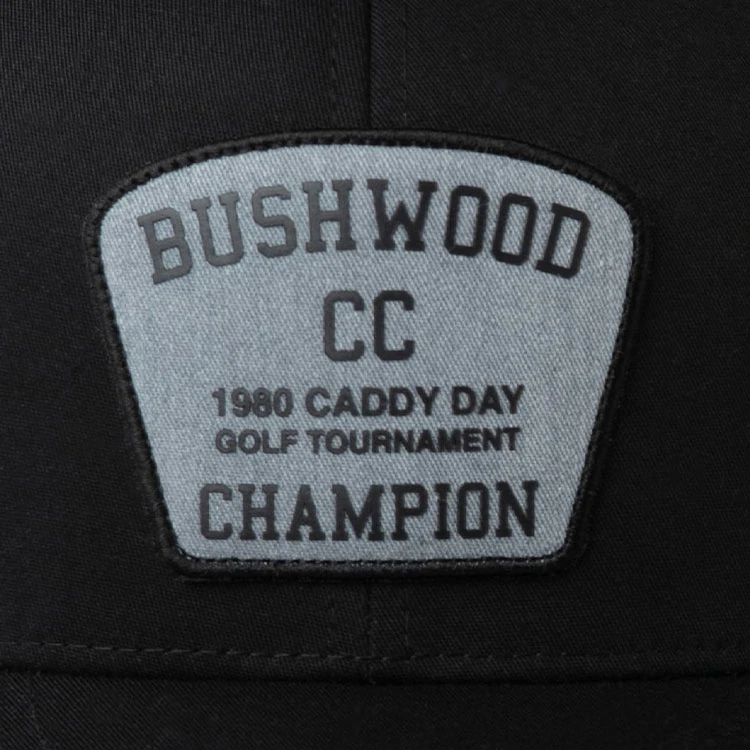 BUSHWOOD
CC
1980 CADDY DAY
GOLF TOURNAMENT
CHAMPION